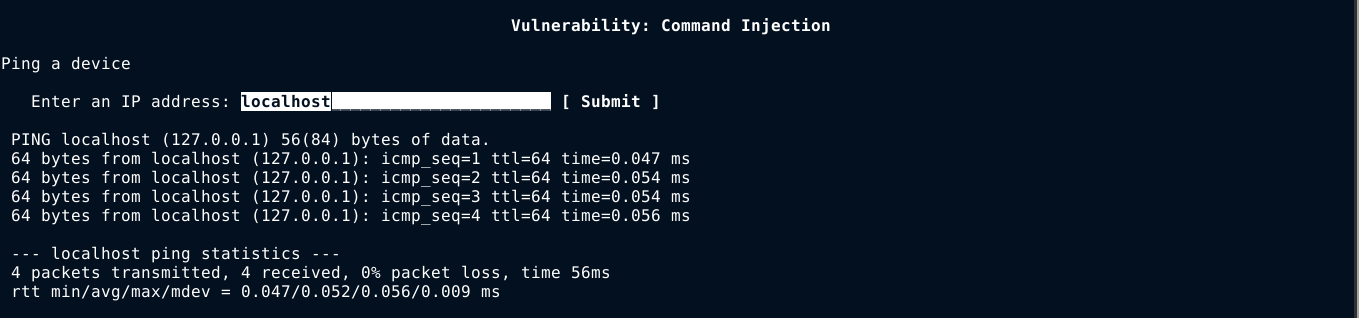 Vulnerability: Command Injection
Ping a device
Enter an IP address: localhost______________________ [ Submit ]
PING localhost (127.0.0.1) 56(84) bytes of data.
64 bytes from localhost (127.0.0.1): icmp_seq=1 ttl=64 time=0.047 ms
64 bytes from localhost (127.0.0.1): icmp_seq=2 ttl=64 time=0.054 ms
64 bytes from localhost (127.0.0.1): icmp_seq=3 ttl=64 time=0.054 ms
64 bytes from localhost (127.0.0.1): icmp_seq=4 ttl=64 time=0.056 ms
--- localhost ping statistics ---
4 packets transmitted, 4 received, 0% packet loss, time 56ms
rtt min/avg/max/mdev = 0.047/0.052/0.056/0.009 ms